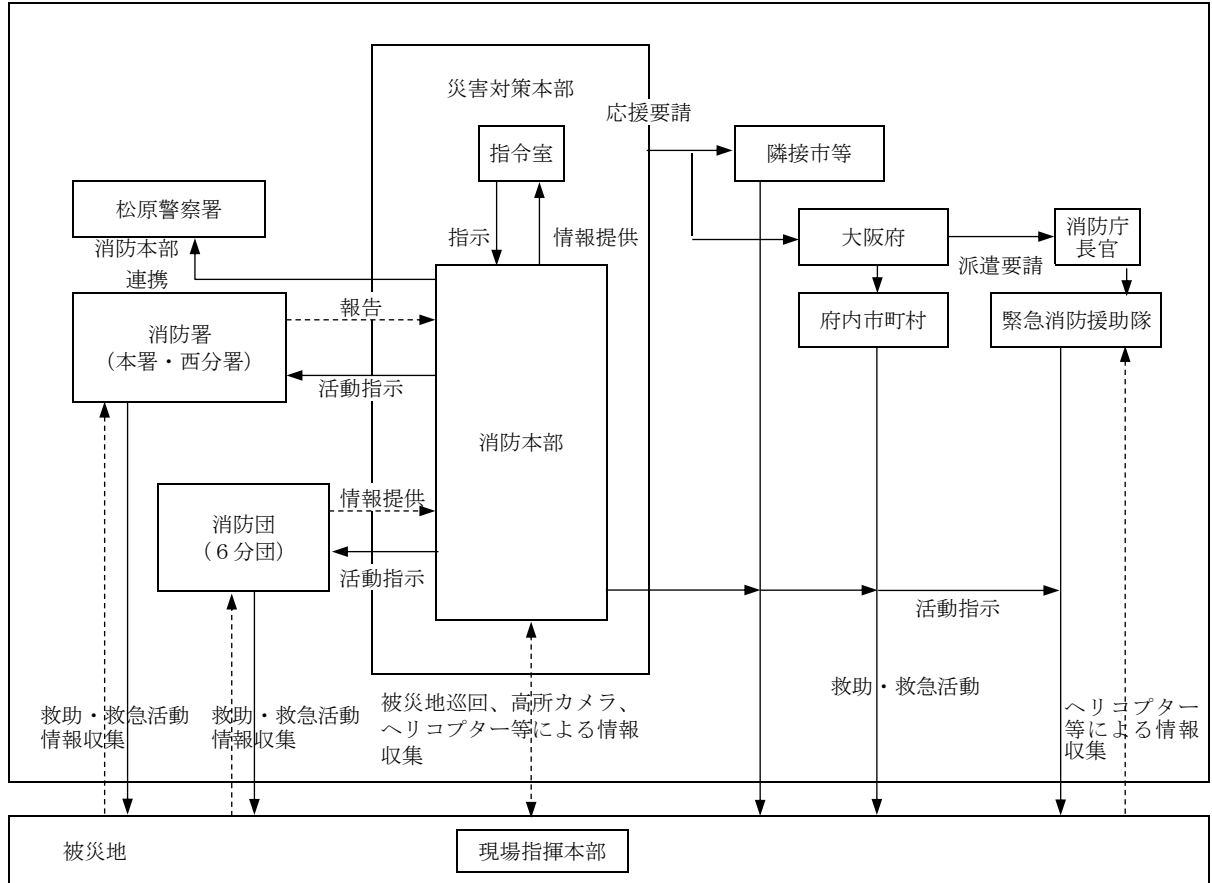 災害対策本部
応援要請
指令室
隣接市等
松原警察署
消防本部
連携
指示
情報提供
大阪府
消防庁
長官
派遣要請
報告
消防署
（本署・西分署）
府内市町村
緊急消防援助隊
活動指示
消防本部
情報提供
消防団
（６分団）
活動指示
活動指示
救助・救急活動
情報収集
救助・救急活動
情報収集
被災地巡回、高所カメラ、
ヘリコプター等による情報
収集
救助・救急活動
ヘリコプター
等による情報
収集
被災地
現場指揮本部